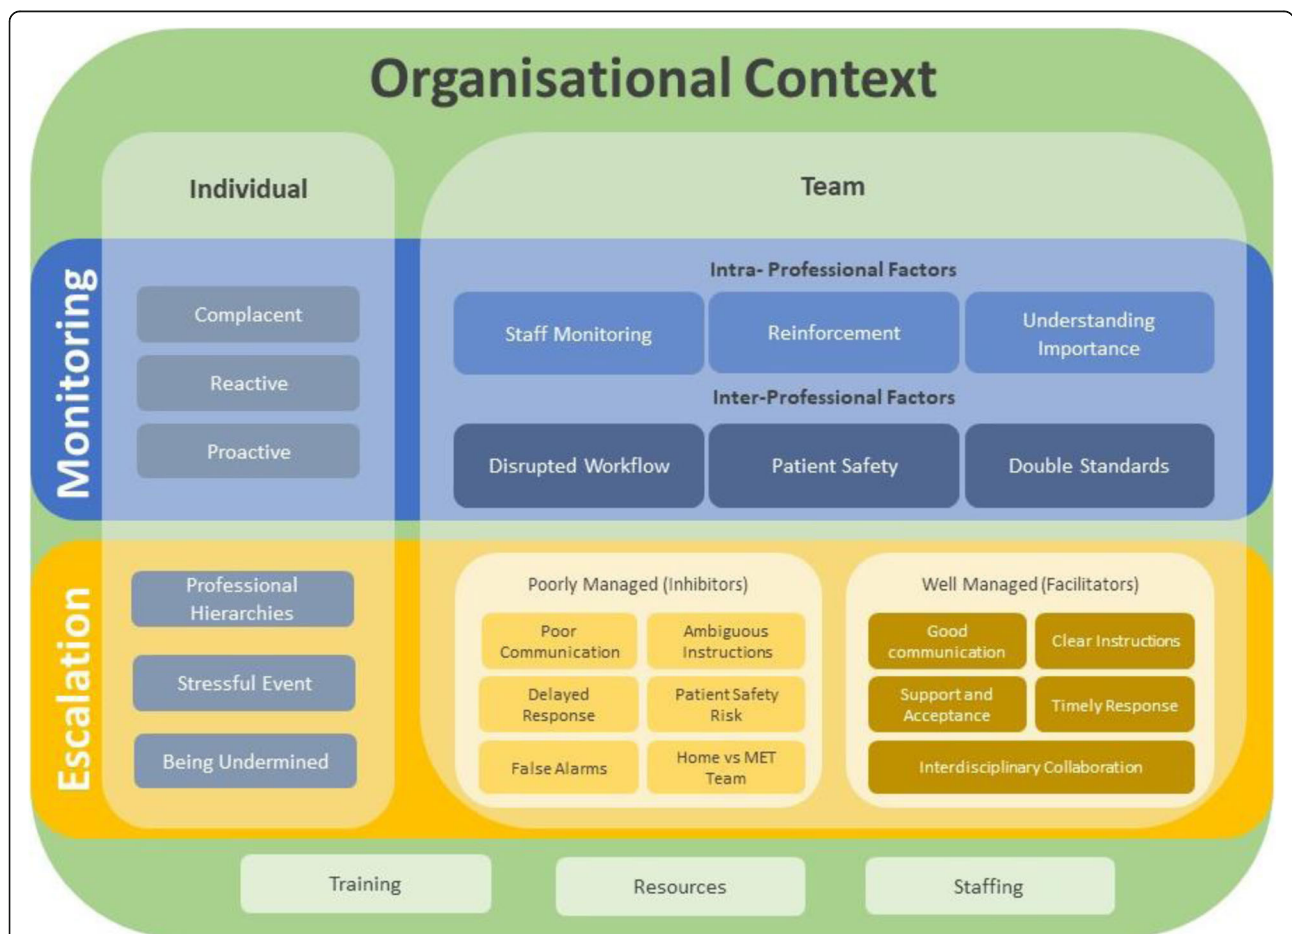 Organisational Context
Individual
Team
Monitoring
Complacent
Reactive
Proactive
Intra- Professional Factors
Staff Monitoring
Reinforcement
Understanding
Importance
Inter-Professional Factors
Disrupted Workflow
Patient Safety
Double Standards
Escalation
Professional
Hierarchies
Stressful Event
Being Undermined
Poorly Managed (Inhibitors)
Poor
Communication
Ambiguous
Instructions
Delayed
Response
Patient Safety
Risk
False Alarms
Home vs MET
Team
Well Managed (Facilitators)
Good
communication
Clear Instructions
Support and
Acceptance
Timely Response
Interdisciplinary Collaboration
Training
Resources
Staffing